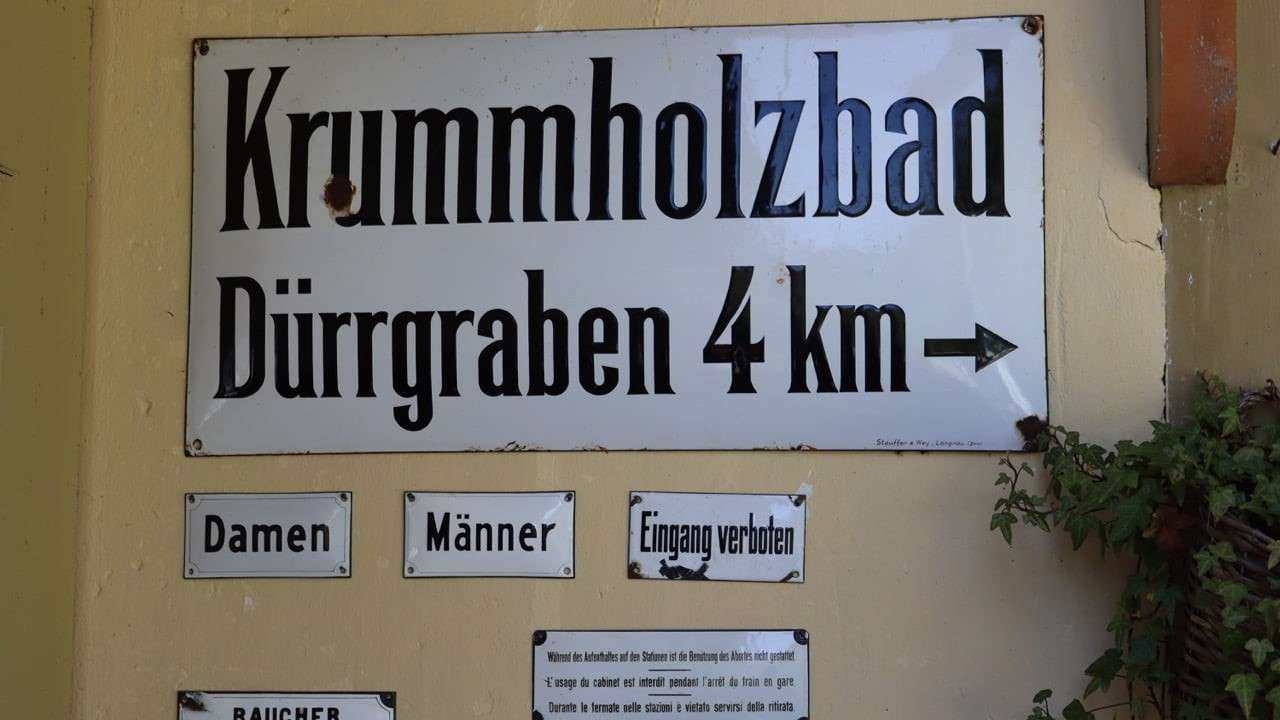 Krummholzbad
Dürrgraben 4 km →
Stauffer & Wey, Langnau
Damen
Männer
Eingang verboten
Während des Aufenthaltes auf den Stationen ist die Benützung des Abortes nicht gestattet.
L'usage du cabinet est interdit pendant l'arrêt du train en gare.
Durante le fermate nelle stazioni è vietato servirsi della ritirata.
RAUCHER